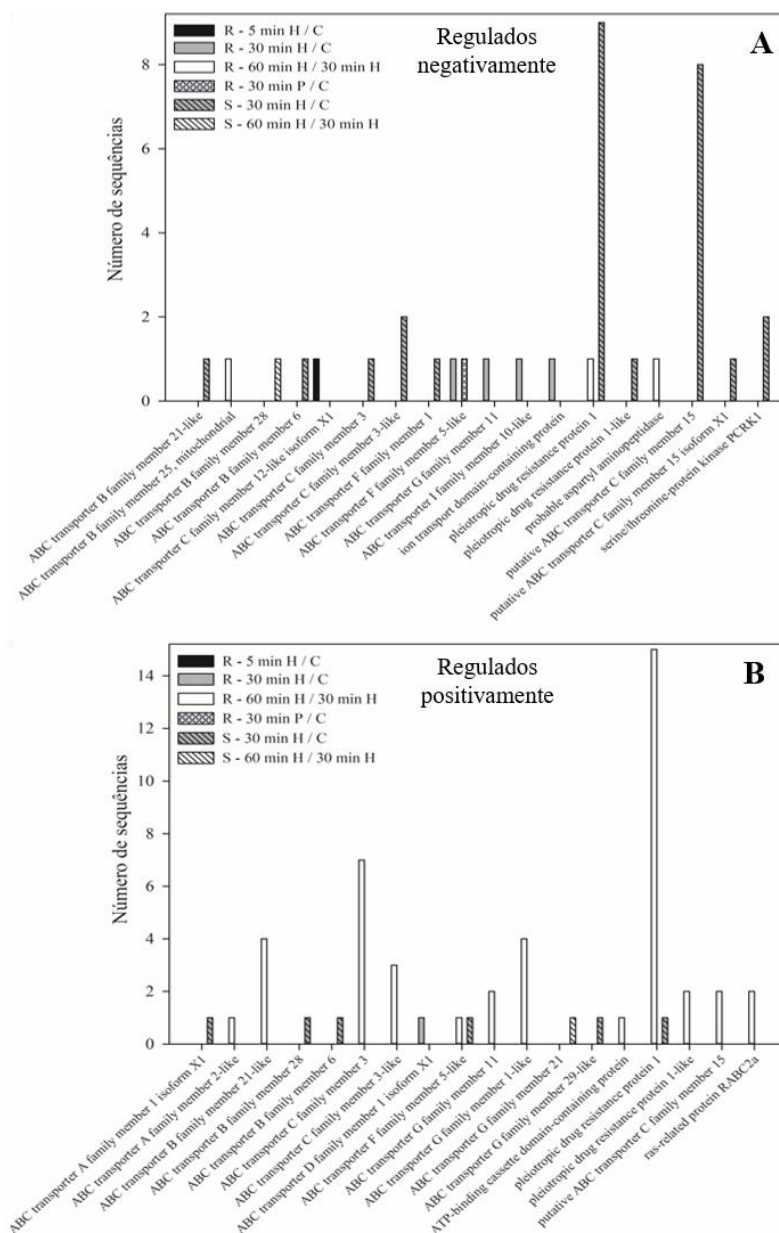 R - 5 min H / C
R - 30 min H / C
R - 60 min H / 30 min H
R - 30 min P / C
S - 30 min H / C
S - 60 min H / 30 min H
Regulados
negativamente
A
Número de sequências
8
6
4
2
0
ABC transporter B family member 21-like
ABC transporter B family member 25, mitochondrial
ABC transporter B family member 28
ABC transporter B family member 6
ABC transporter C family member 12-like isoform X1
ABC transporter C family member 3
ABC transporter C family member 3-like
ABC transporter F family member 1
ABC transporter F family member 5-like
ABC transporter G family member 11
ABC transporter I family member 10-like
ion transport domain-containing protein
pleiotropic drug resistance protein 1
pleiotropic drug resistance protein 1-like
probable aspartyl aminopeptidase
putative ABC transporter C family member 15
putative ABC transporter C family member 15 isoform X1
serine/threonine-protein kinase PCRK1
R - 5 min H / C
R - 30 min H / C
R - 60 min H / 30 min H
R - 30 min P / C
S - 30 min H / C
S - 60 min H / 30 min H
Regulados
positivamente
B
Número de sequências
14
12
10
8
6
4
2
0
ABC transporter A family member 1 isoform X1
ABC transporter A family member 2-like
ABC transporter B family member 21-like
ABC transporter B family member 28
ABC transporter B family member 6
ABC transporter C family member 3
ABC transporter C family member 3-like
ABC transporter D family member 1 isoform X1
ABC transporter F family member 5-like
ABC transporter G family member 11
ABC transporter G family member 1-like
ABC transporter G family member 21
ABC transporter G family member 29-like
ATP-binding cassette domain-containing protein
pleiotropic drug resistance protein 1
pleiotropic drug resistance protein 1-like
putative ABC transporter C family member 15
ras-related protein RABC2a